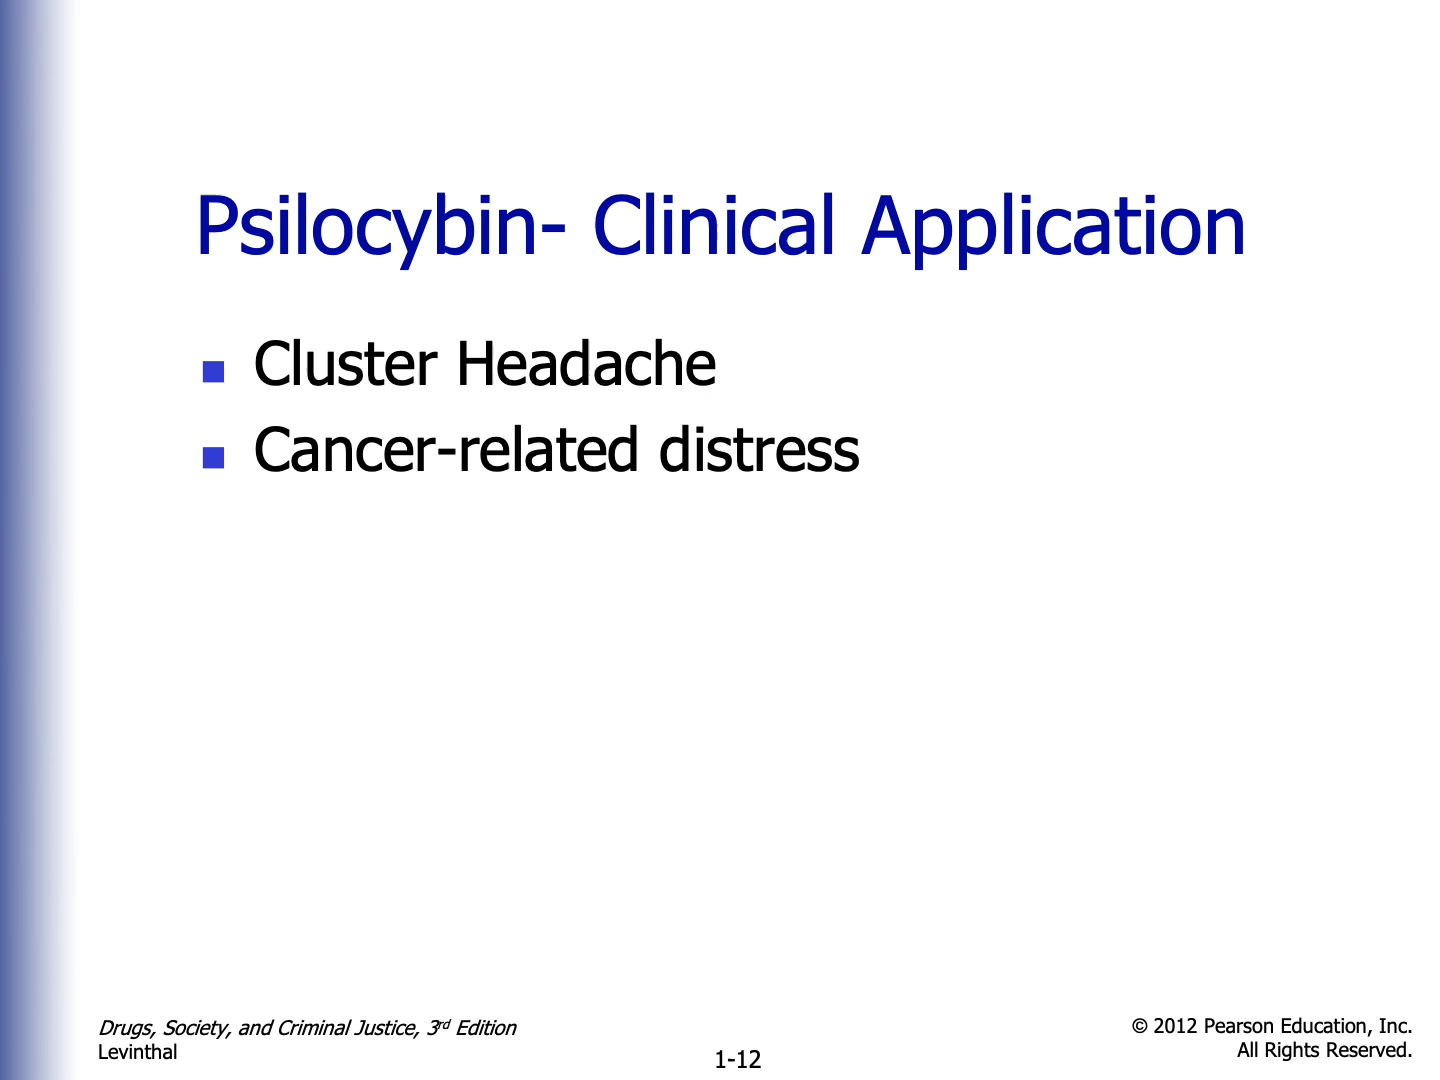 Psilocybin- Clinical Application
Cluster Headache
Cancer-related distress
Drugs, Society, and Criminal Justice, 3rd Edition
Levinthal
1-12
© 2012 Pearson Education, Inc.
All Rights Reserved.